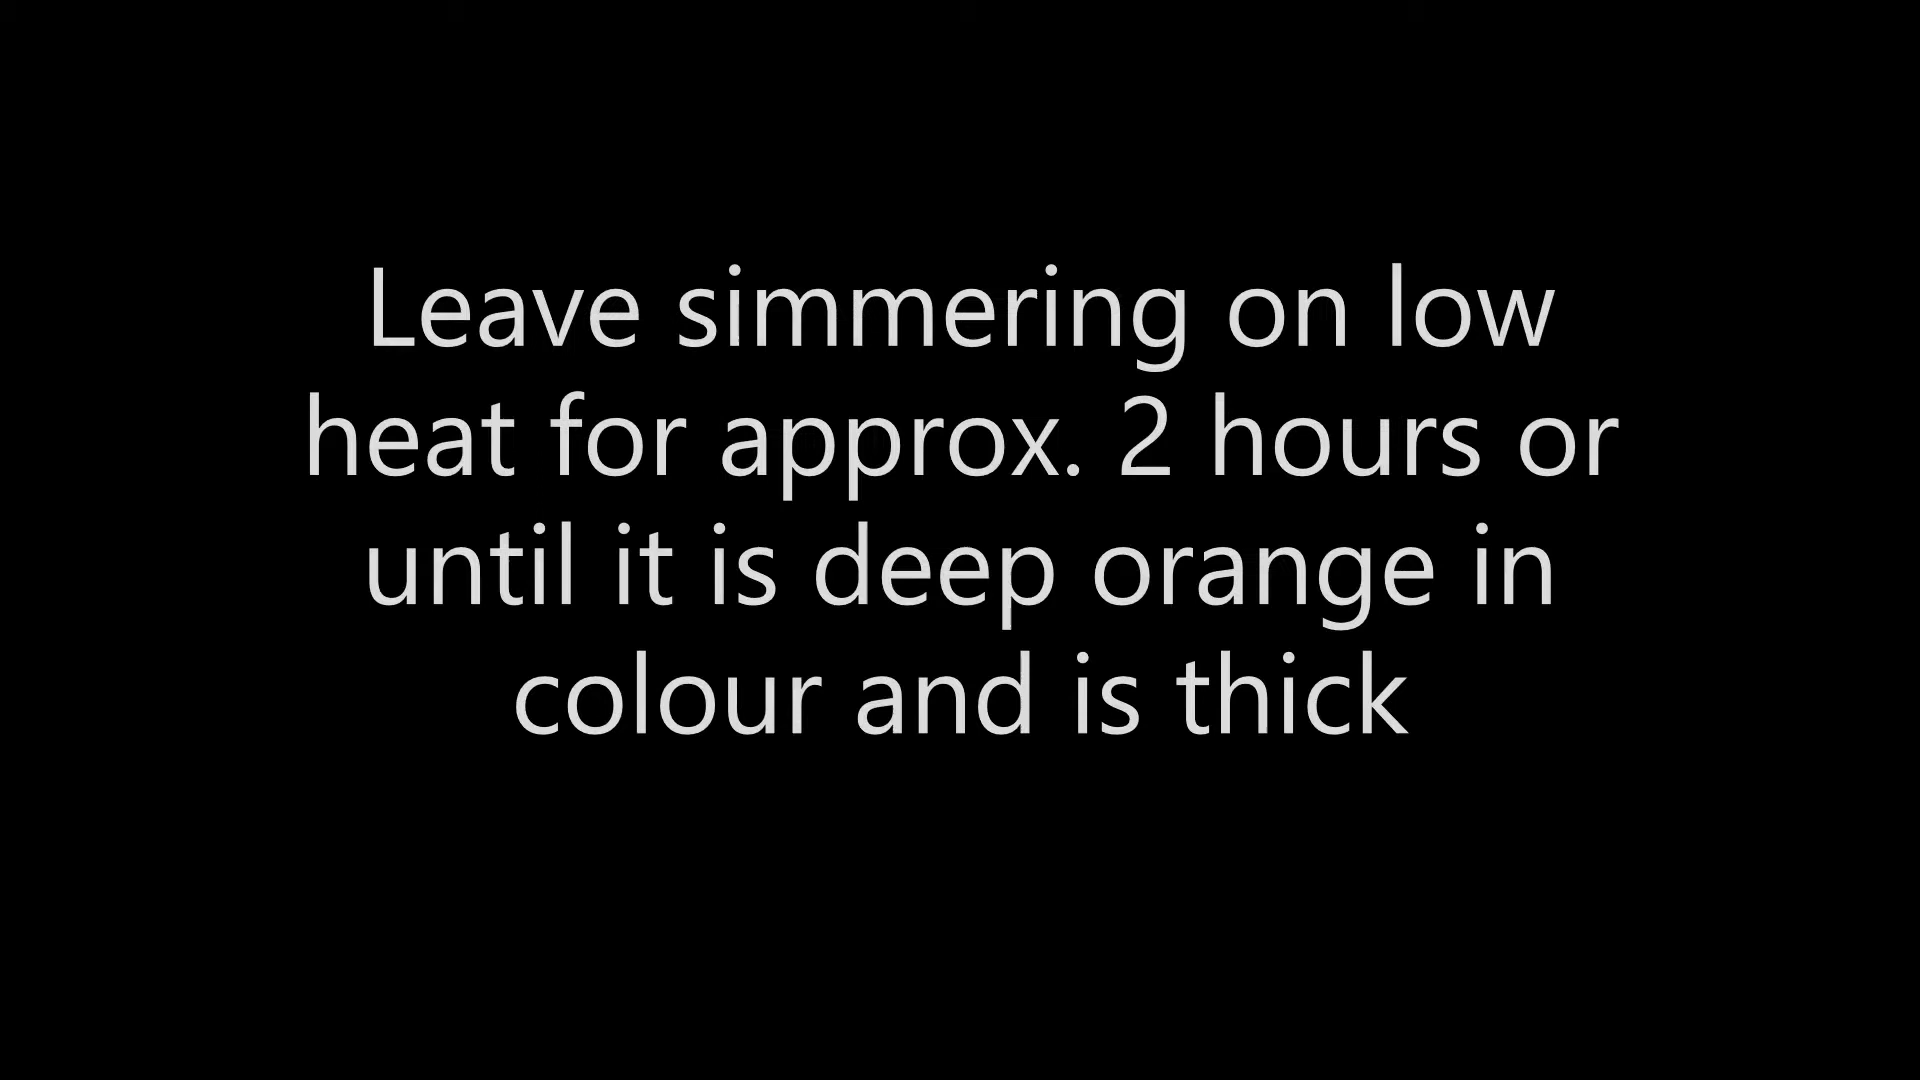 Leave simmering on low
heat for approx. 2 hours or
until it is deep orange in
colour and is thick